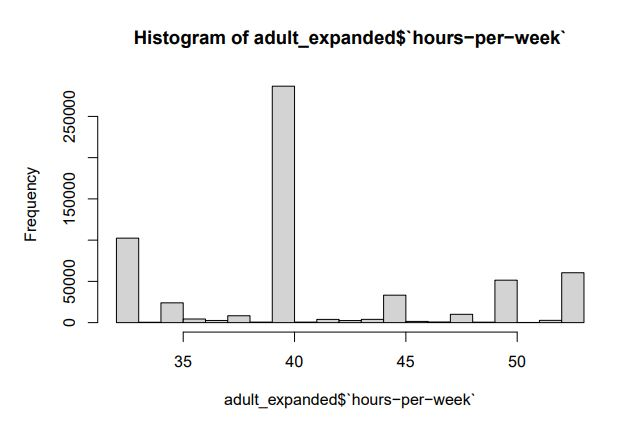 Histogram of adult_expanded$`hours−per−week`
Frequency
250000
150000
50000
0
35 40 45 50
adult_expanded$`hours−per−week`